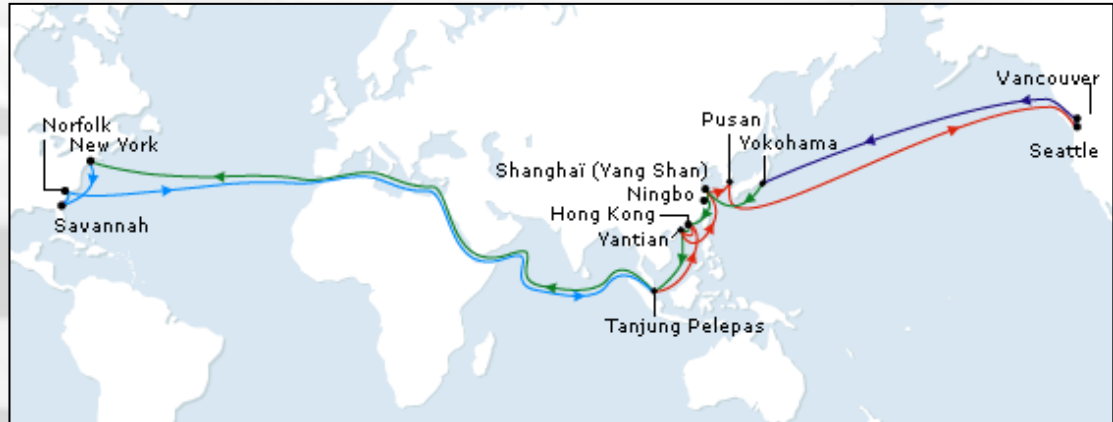 Vancouver
Norfolk
New York
Pusan
Yokohama
Seattle
Shanghaï (Yang Shan)
Ningbo
Hong Kong
Savannah
Yantian
Tanjung Pelepas